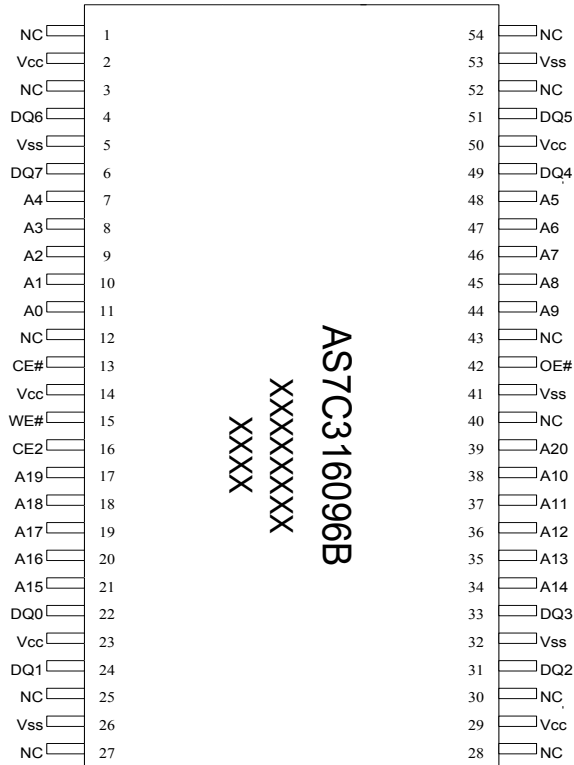 NC 1 54 NC
Vcc 2 53 Vss
NC 3 52 NC
DQ6 4 51 DQ5
Vss 5 50 Vcc
DQ7 6 49 DQ4
A4 7 48 A5
A3 8 47 A6
A2 9 46 A7
A1 10 45 A8
A0 11 44 A9
NC 12 43 NC
CE# 13 42 OE#
Vcc 14 41 Vss
WE# 15 40 NC
CE2 16 39 A20
A19 17 38 A10
A18 18 37 A11
A17 19 36 A12
A16 20 35 A13
A15 21 34 A14
DQ0 22 33 DQ3
Vcc 23 32 Vss
DQ1 24 31 DQ2
NC 25 30 NC
Vss 26 29 Vcc
NC 27 28 NC
AS7C316096B
XXXXXXXX
XXXX